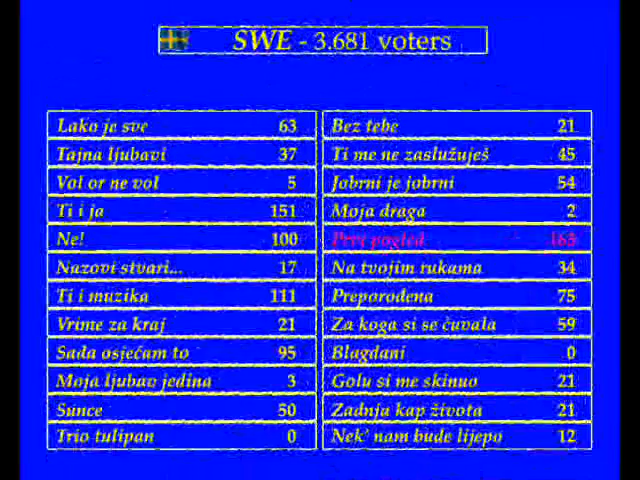 SWE - 3.681 voters
Lako je sve 63
Tajna ljubavi 37
Vol or ne vol 5
Ti i ja 151
Ne! 100
Nazovi stvari... 17
Ti i muzika 111
Vrime za kraj 21
Sada osjećam to 95
Moja ljubav jedina 3
Sunce 50
Trio tulipan 0
Bez tebe 21
Ti me ne zaslužuješ 45
Jobrni je jobrni 54
Moja draga 2
Prvi pogled 163
Na tvojim rukama 34
Preporođena 75
Za koga si se čuvala 59
Blagdani 0
Golu si me skinuo 21
Zadnja kap života 21
Nek' nam bude lijepo 12